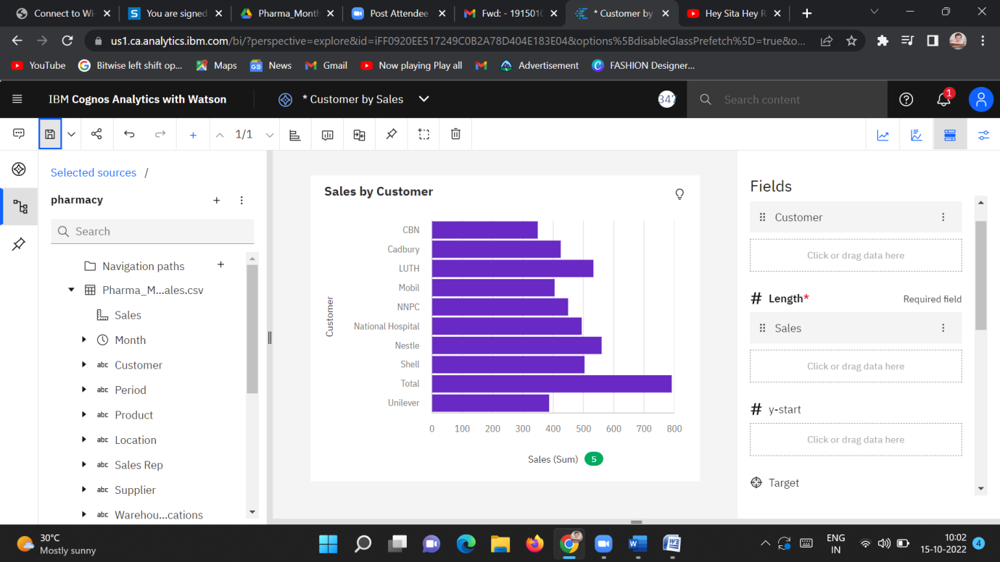 Connect to Wi-
You are signed
Pharma_Month
Post Attendee
Fwd: - 191501
* Customer by
Hey Sita Hey R
us1.ca.analytics.ibm.com/bi/?perspective=explore&id=iFF0920EE517249C0B2A78D404E183E04&options%5BdisableGlassPrefetch%5D=true&o...
YouTube
Bitwise left shift op...
Maps
News
Gmail
Now playing Play all
Advertisement
FASHION Designer...
IBM Cognos Analytics with Watson
* Customer by Sales
347
Search content
1
1/1
Selected sources /
pharmacy
Search
Navigation paths
Pharma_M...ales.csv
Sales
Month
abc Customer
abc Period
abc Product
abc Location
abc Sales Rep
abc Supplier
abc Warehou...cations
Sales by Customer
Customer
CBN
Cadbury
LUTH
Mobil
NNPC
National Hospital
Nestle
Shell
Total
Unilever
0 100 200 300 400 500 600 700 800
Sales (Sum) 5
Fields
Customer
Click or drag data here
# Length* Required field
Sales
Click or drag data here
# y-start
Click or drag data here
Target
30°C
Mostly sunny
ENG
IN
10:02
15-10-2022
4